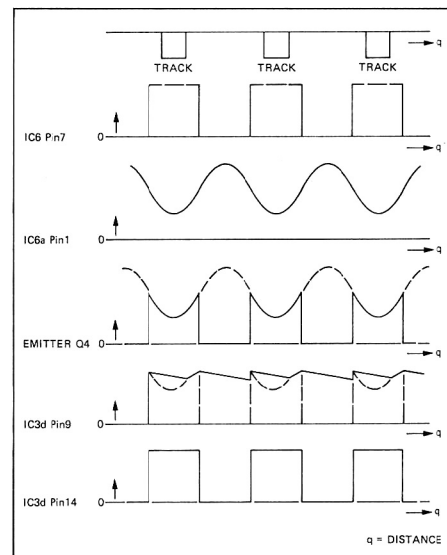 q
TRACK TRACK TRACK
IC6 Pin7 0
q
IC6a Pin1 0
q
EMITTER Q4 0
q
IC3d Pin9 0
q
IC3d Pin14 0
q
q = DISTANCE